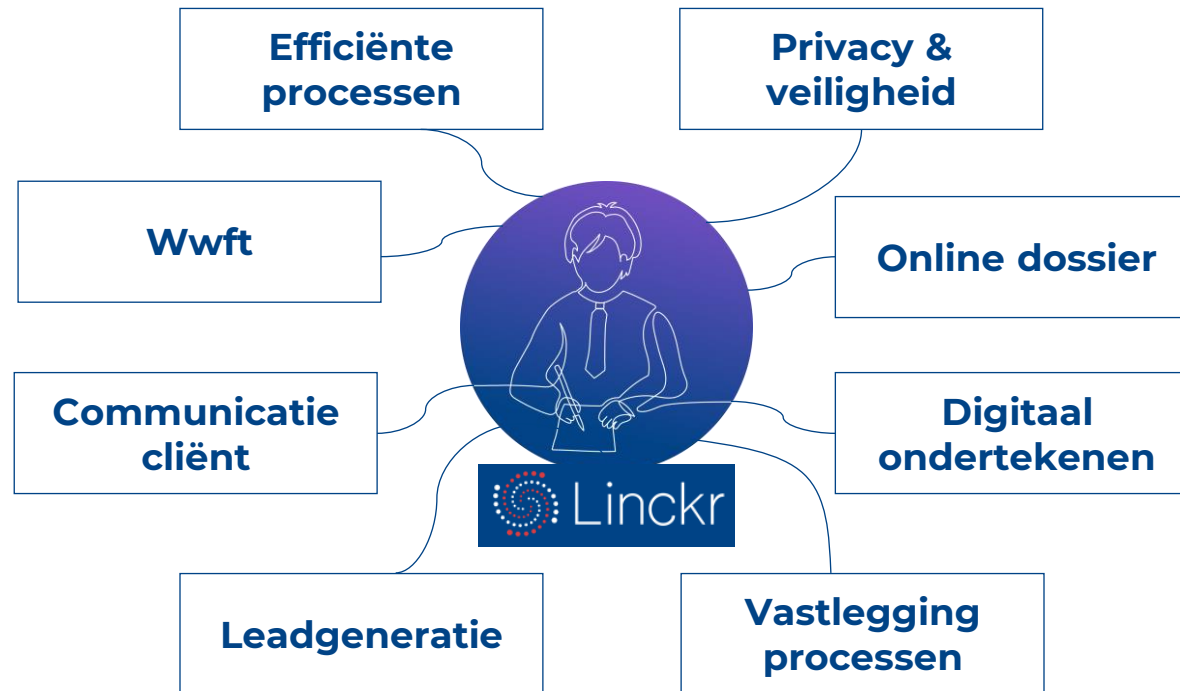 Efficiënte
processen
Privacy &
veiligheid
Wwft
Online dossier
Communicatie
cliënt
Digitaal
ondertekenen
Linckr
Leadgeneratie
Vastlegging
processen